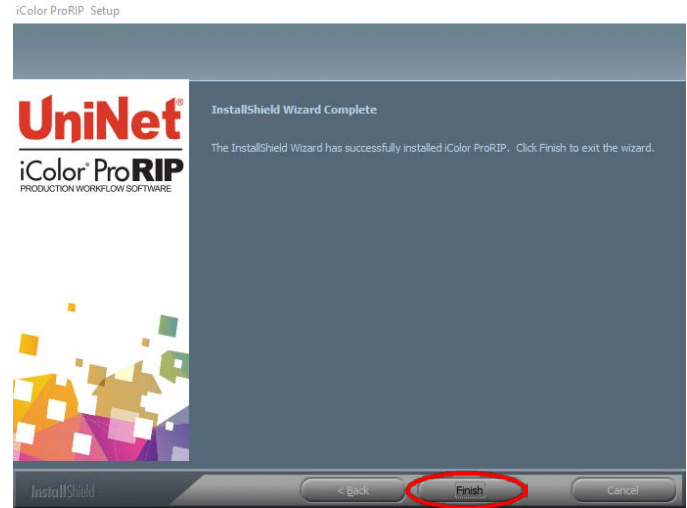 iColor ProRIP Setup
UniNet®
iColor® ProRIP
PRODUCTION WORKFLOW SOFTWARE
InstallShield Wizard Complete
The InstallShield Wizard has successfully installed iColor ProRIP. Click Finish to exit the wizard.
InstallShield
< Back
Finish
Cancel